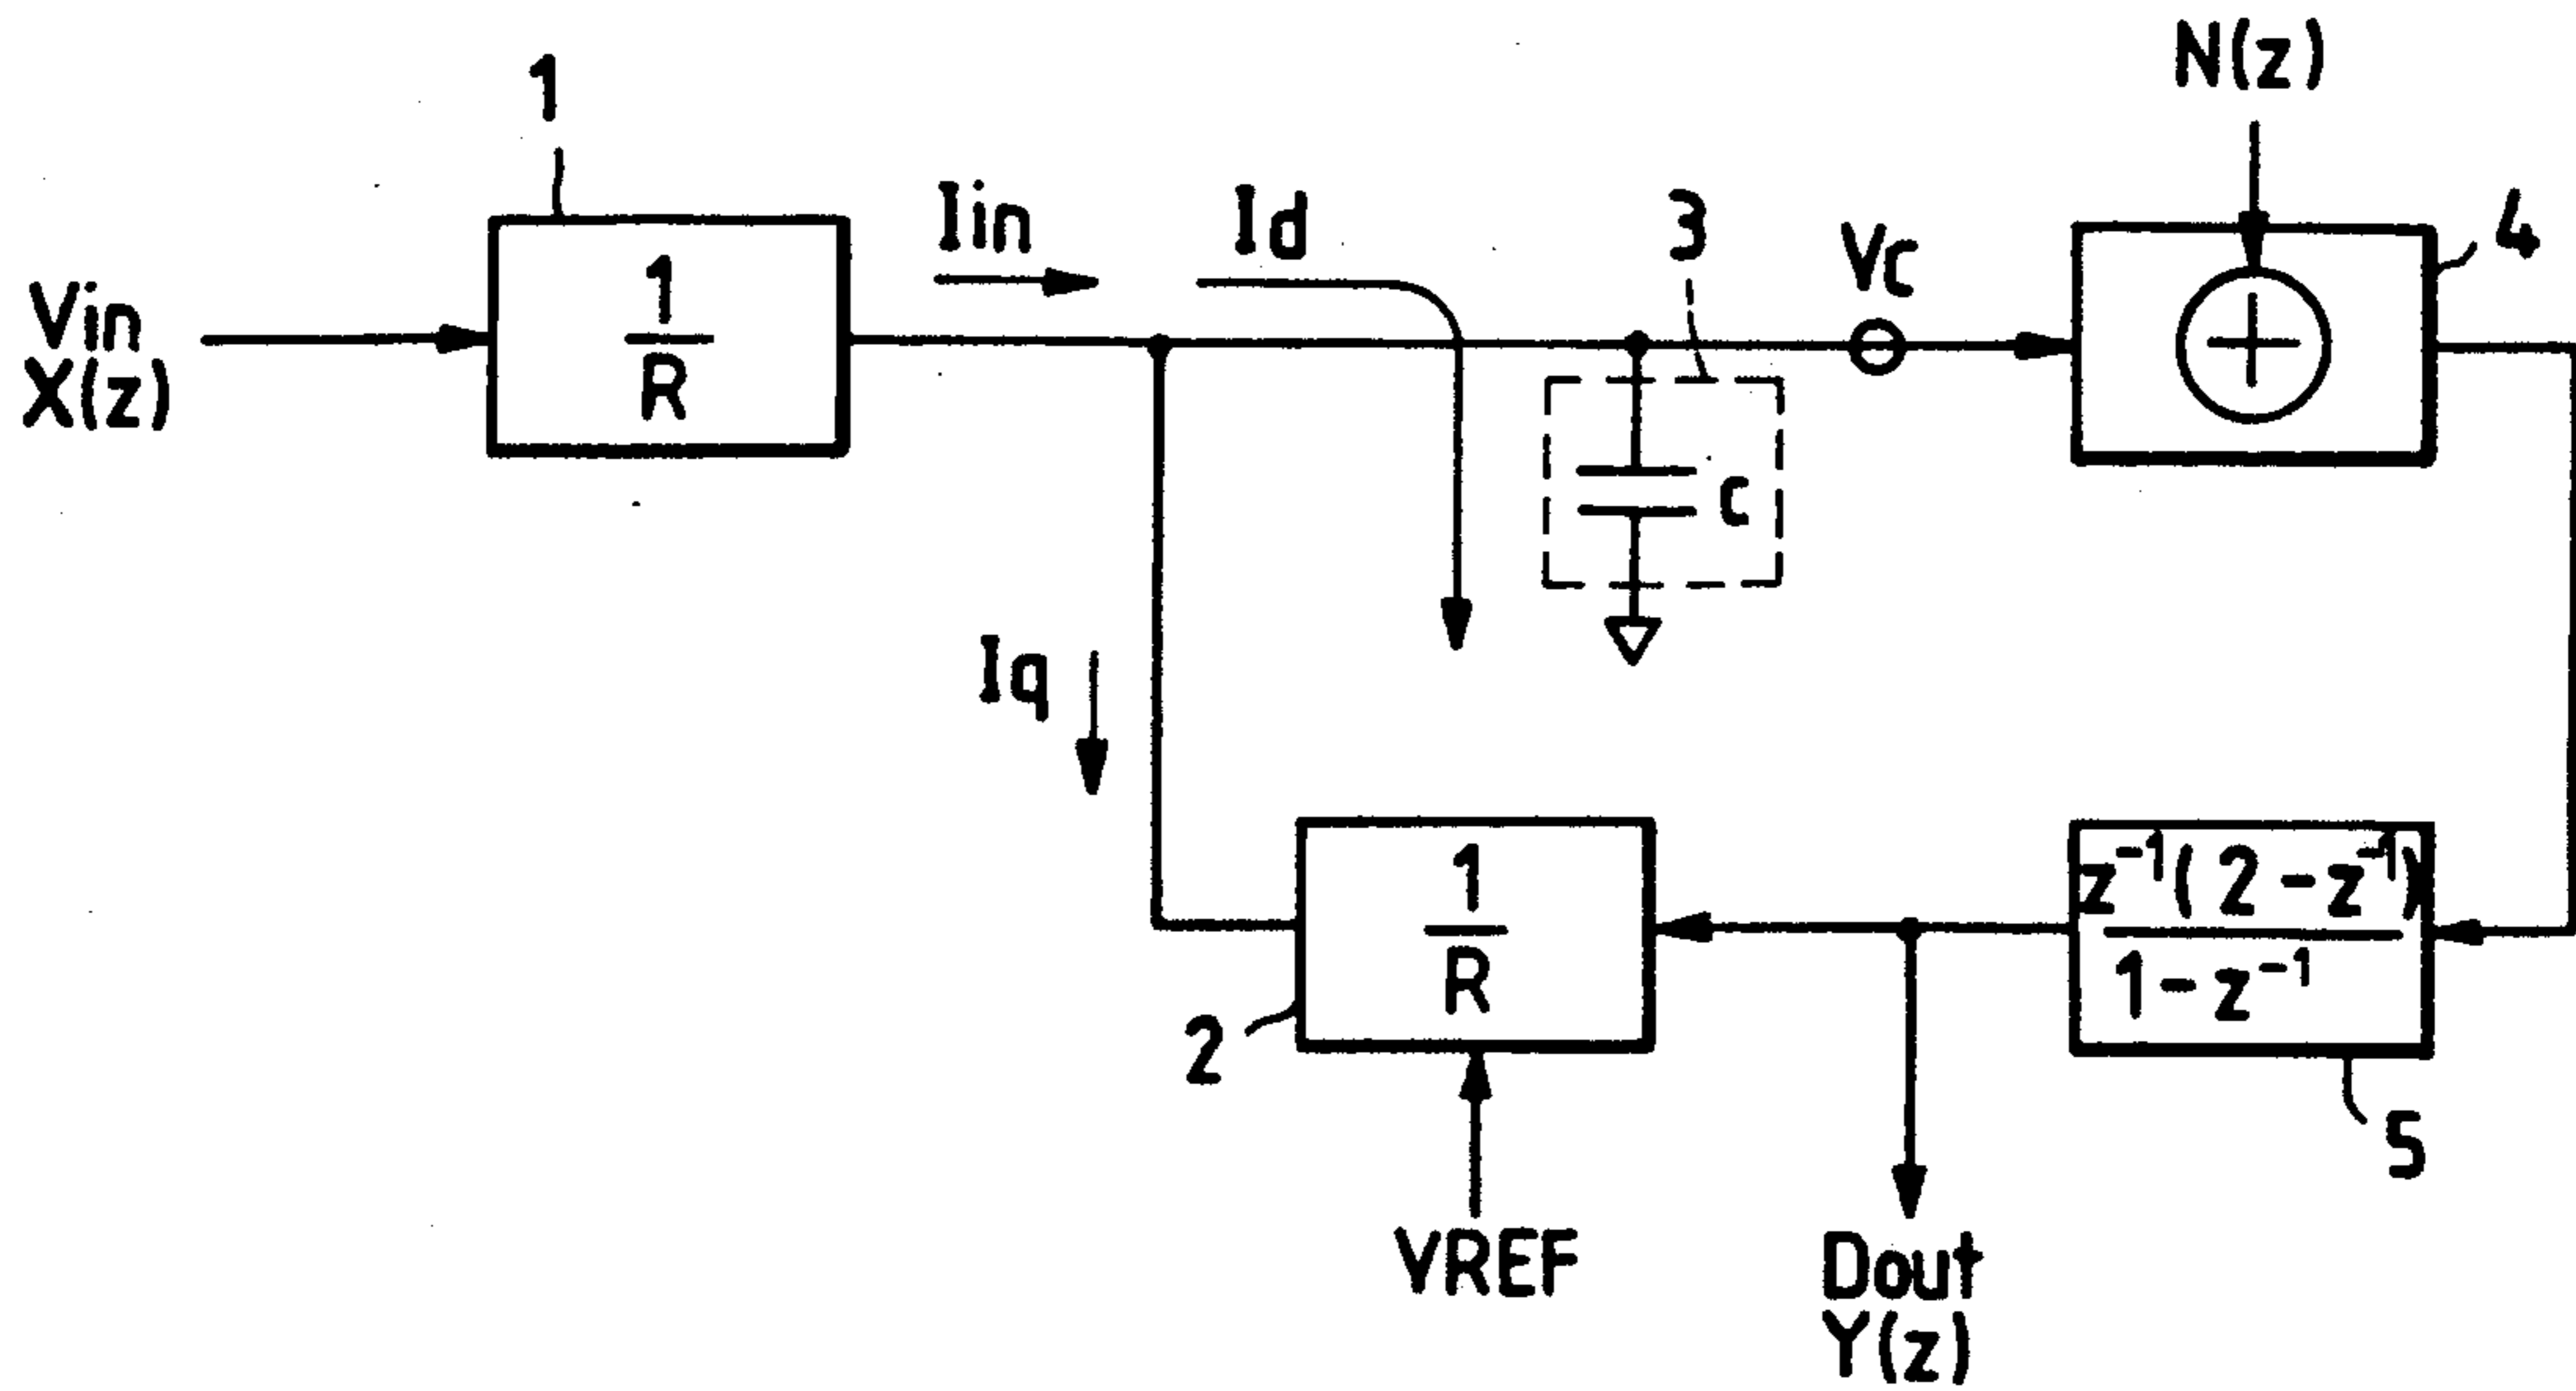 N(z)
1
Iin
Id
3
Vc
4
Vin
X(z)
1
R
+
C
Iq
1
R
z⁻¹(2-z⁻¹)
1-z⁻¹
2
5
VREF
Dout
Y(z)